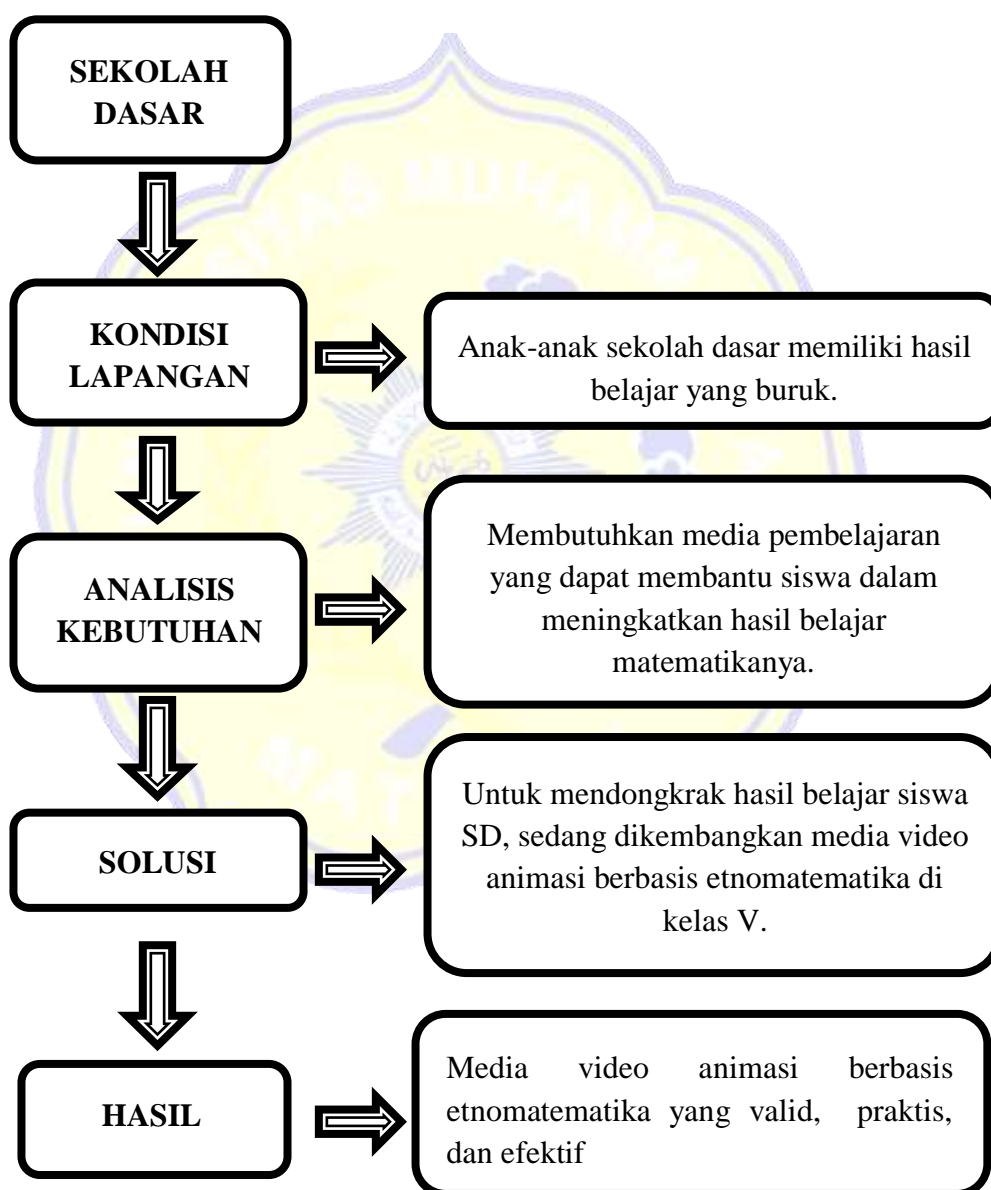 SEKOLAH
DASAR
KONDISI
LAPANGAN
Anak-anak sekolah dasar memiliki hasil
belajar yang buruk.
ANALISIS
KEBUTUHAN
Membutuhkan media pembelajaran
yang dapat membantu siswa dalam
meningkatkan hasil belajar
matematikanya.
SOLUSI
Untuk mendongkrak hasil belajar siswa
SD, sedang dikembangkan media video
animasi berbasis etnomatematika di
kelas V.
HASIL
Media video animasi berbasis
etnomatematika yang valid, praktis,
dan efektif